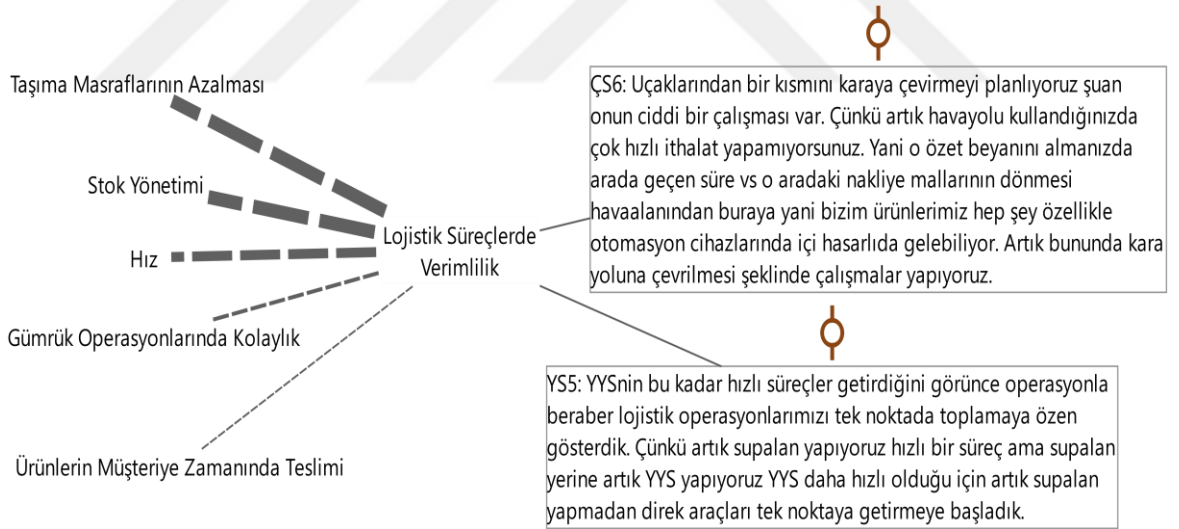 Taşıma Masraflarının Azalması
Stok Yönetimi
Hız
Gümrük Operasyonlarında Kolaylık
Ürünlerin Müşteriye Zamanında Teslimi
Lojistik Süreçlerde
Verimlilik
ÇS6: Uçaklarından bir kısmını karaya çevirmeyi planlıyoruz şuan
onun ciddi bir çalışması var. Çünkü artık havayolu kullandığınızda
çok hızlı ithalat yapamıyorsunuz. Yani o özet beyanını almanızda
arada geçen süre vs o aradaki nakliye mallarının dönmesi
havaalanından buraya yani bizim ürünlerimiz hep şey özellikle
otomasyon cihazlarında içi hasarlıda gelebiliyor. Artık bununda kara
yoluna çevrilmesi şeklinde çalışmalar yapıyoruz.
YS5: YYSnin bu kadar hızlı süreçler getirdiğini görünce operasyonla
beraber lojistik operasyonlarımızı tek noktada toplamaya özen
gösterdik. Çünkü artık supalan yapıyoruz hızlı bir süreç ama supalan
yerine artık YYS yapıyoruz YYS daha hızlı olduğu için artık supalan
yapmadan direk araçları tek noktaya getirmeye başladık.